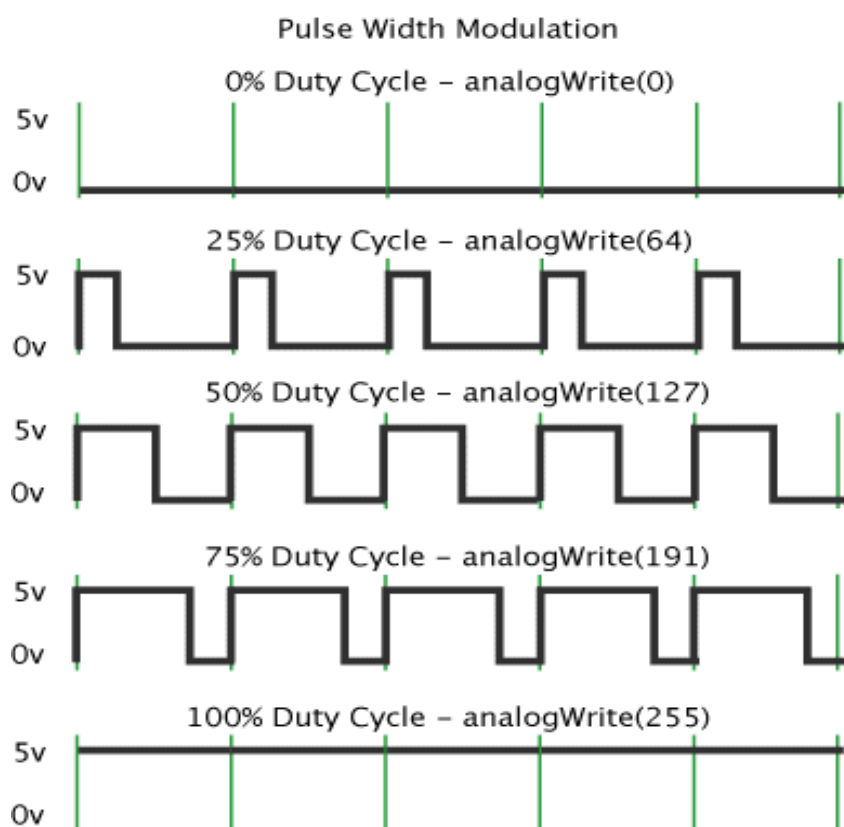 Pulse Width Modulation
0% Duty Cycle – analogWrite(0)
5v
0v
25% Duty Cycle – analogWrite(64)
5v
0v
50% Duty Cycle – analogWrite(127)
5v
0v
75% Duty Cycle – analogWrite(191)
5v
0v
100% Duty Cycle – analogWrite(255)
5v
0v